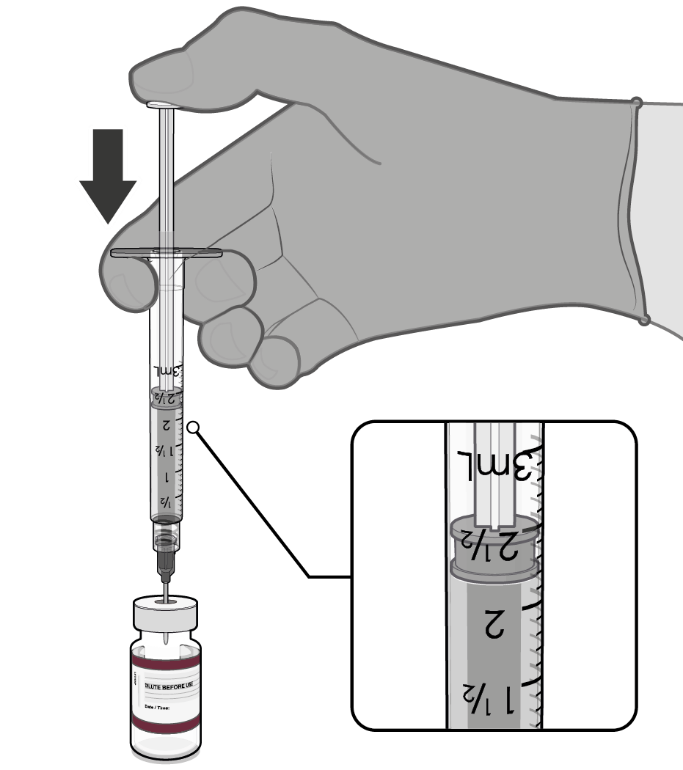 3mL
2 1/2
2
1 1/2
1
1/2
DILUTE BEFORE USE
Date / Time:
3mL
2 1/2
2
1 1/2